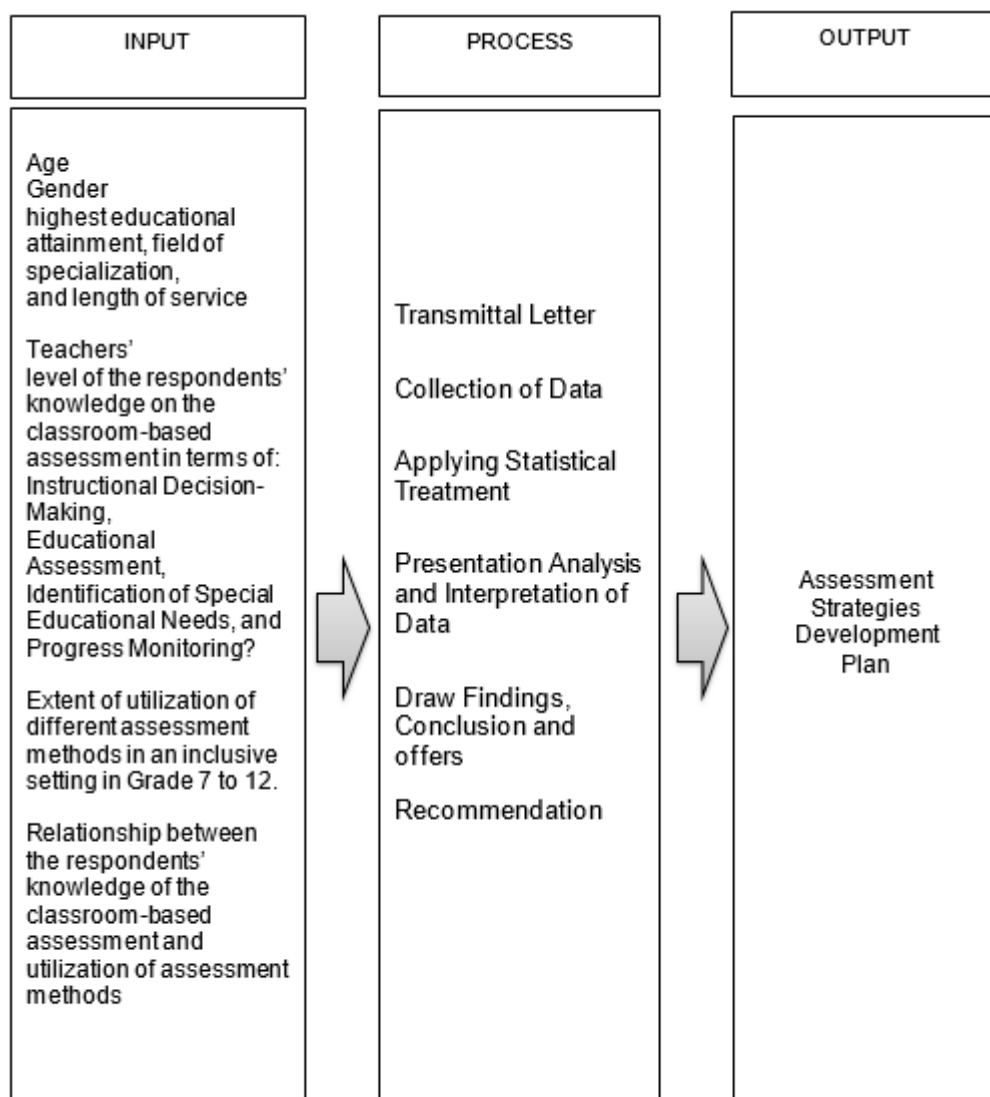 INPUT
Age
Gender
highest educational
attainment, field of
specialization,
and length of service
Teachers’
level of the respondents’
knowledge on the
classroom-based
assessment in terms of:
Instructional Decision-
Making,
Educational
Assessment,
Identification of Special
Educational Needs, and
Progress Monitoring?
Extent of utilization of
different assessment
methods in an inclusive
setting in Grade 7 to 12.
Relationship between
the respondents’
knowledge of the
classroom-based
assessment and
utilization of assessment
methods
PROCESS
Transmittal Letter
Collection of Data
Applying Statistical
Treatment
Presentation Analysis
and Interpretation of
Data
Draw Findings,
Conclusion and
offers
Recommendation
OUTPUT
Assessment
Strategies
Development
Plan